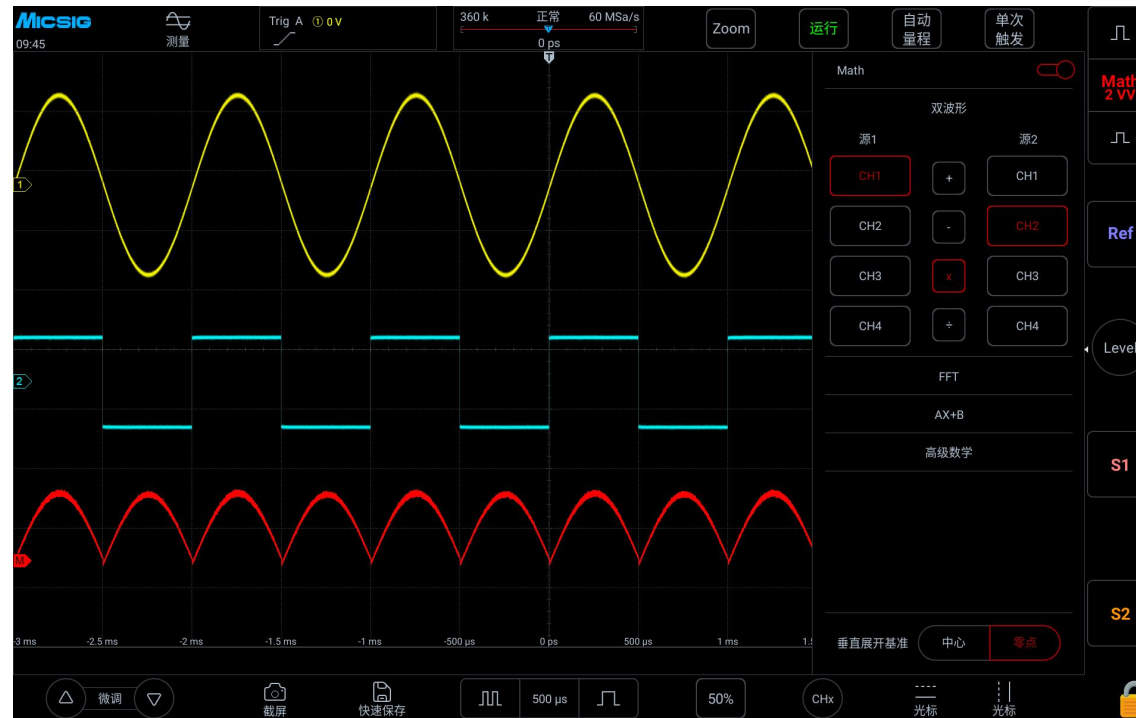 Micsig
09:45
测量
Trig A ① 0 V
360 k 正常 60 MSa/s
0 ps
Zoom
运行
自动
量程
单次
触发
T
Math
双波形
源1 源2
CH1 + CH1
CH2 - CH2
CH3 x CH3
CH4 ÷ CH4
FFT
AX+B
高级数学
垂直展开基准 中心 零点
Math
2 VV
Ref
Level
S1
S2
1
2
M
-3 ms -2.5 ms -2 ms -1.5 ms -1 ms -500 µs 0 ps 500 µs 1 ms 1.
微调
截屏
快速保存
500 µs
50%
CHx
光标
光标